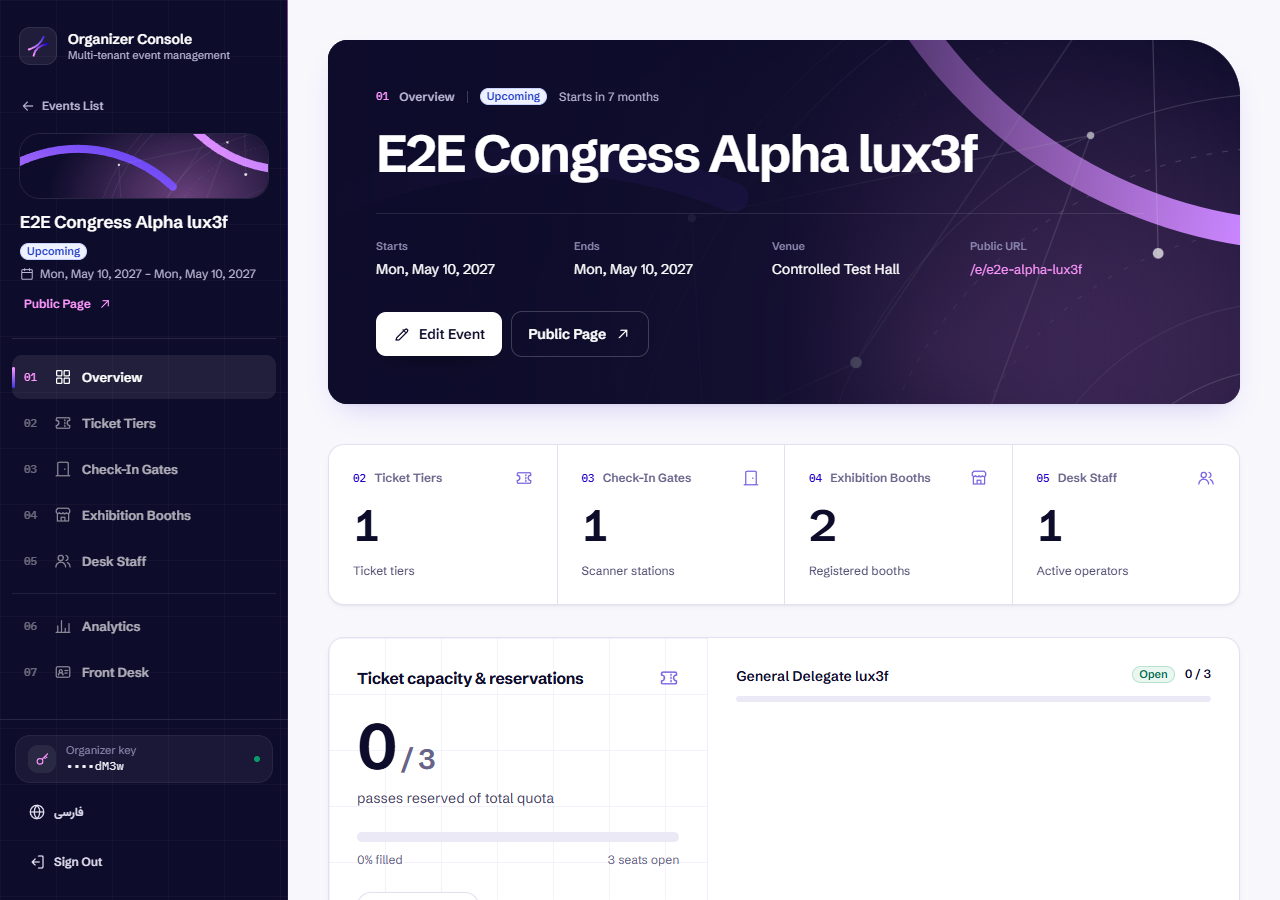 Organizer Console
Multi-tenant event management
Events List
E2E Congress Alpha lux3f
Upcoming
Mon, May 10, 2027 – Mon, May 10, 2027
Public Page
01 Overview
02 Ticket Tiers
03 Check-In Gates
04 Exhibition Booths
05 Desk Staff
06 Analytics
07 Front Desk
Organizer key
••••dM3w
فارسی
Sign Out
01 Overview Upcoming Starts in 7 months
E2E Congress Alpha lux3f
Starts Ends Venue Public URL
Mon, May 10, 2027 Mon, May 10, 2027 Controlled Test Hall /e/e2e-alpha-lux3f
Edit Event Public Page
02 Ticket Tiers 03 Check-In Gates 04 Exhibition Booths 05 Desk Staff
1 1 2 1
Ticket tiers Scanner stations Registered booths Active operators
Ticket capacity & reservations
0 / 3
passes reserved of total quota
0% filled 3 seats open
General Delegate lux3f Open 0 / 3